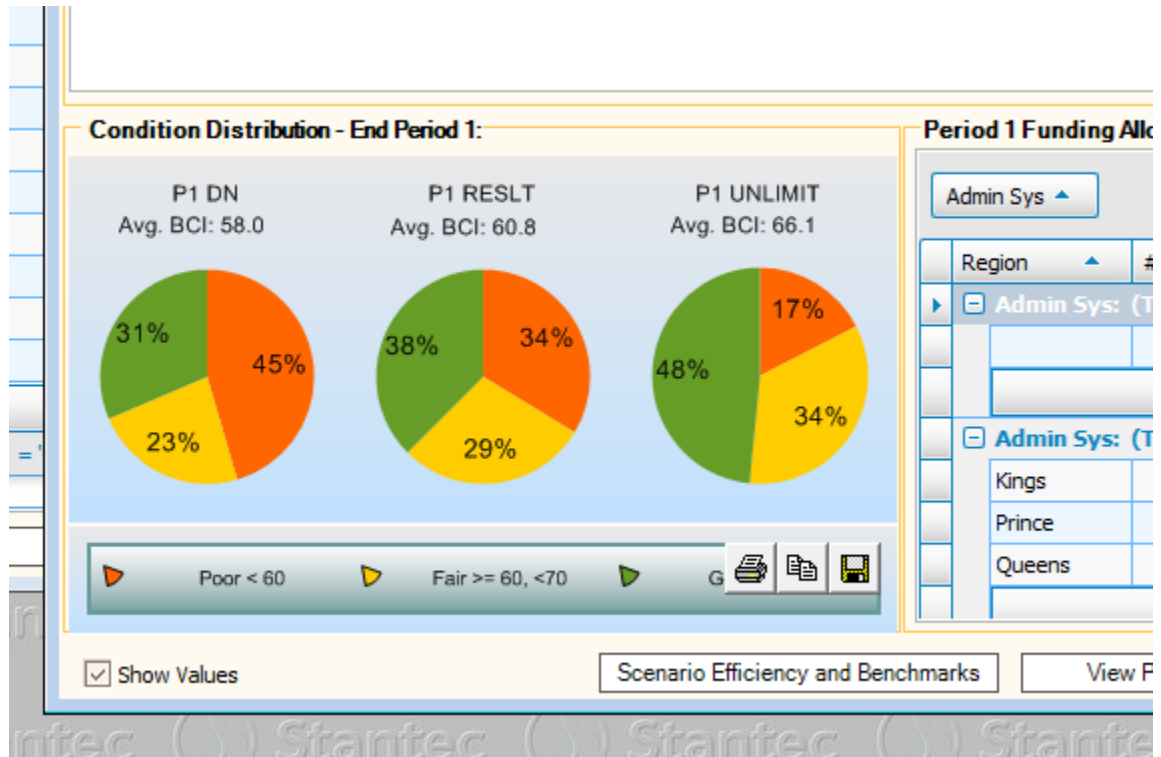 Condition Distribution - End Period 1:
P1 DN
Avg. BCI: 58.0
31%
45%
23%
P1 RESLT
Avg. BCI: 60.8
38%
34%
29%
P1 UNLIMIT
Avg. BCI: 66.1
48%
17%
34%
Poor < 60
Fair >= 60, <70
G
Show Values
Scenario Efficiency and Benchmarks
View P
Period 1 Funding Allo
Admin Sys
Region
#
Admin Sys: (T
Admin Sys: (T
Kings
Prince
Queens
= '
Stantec Stantec